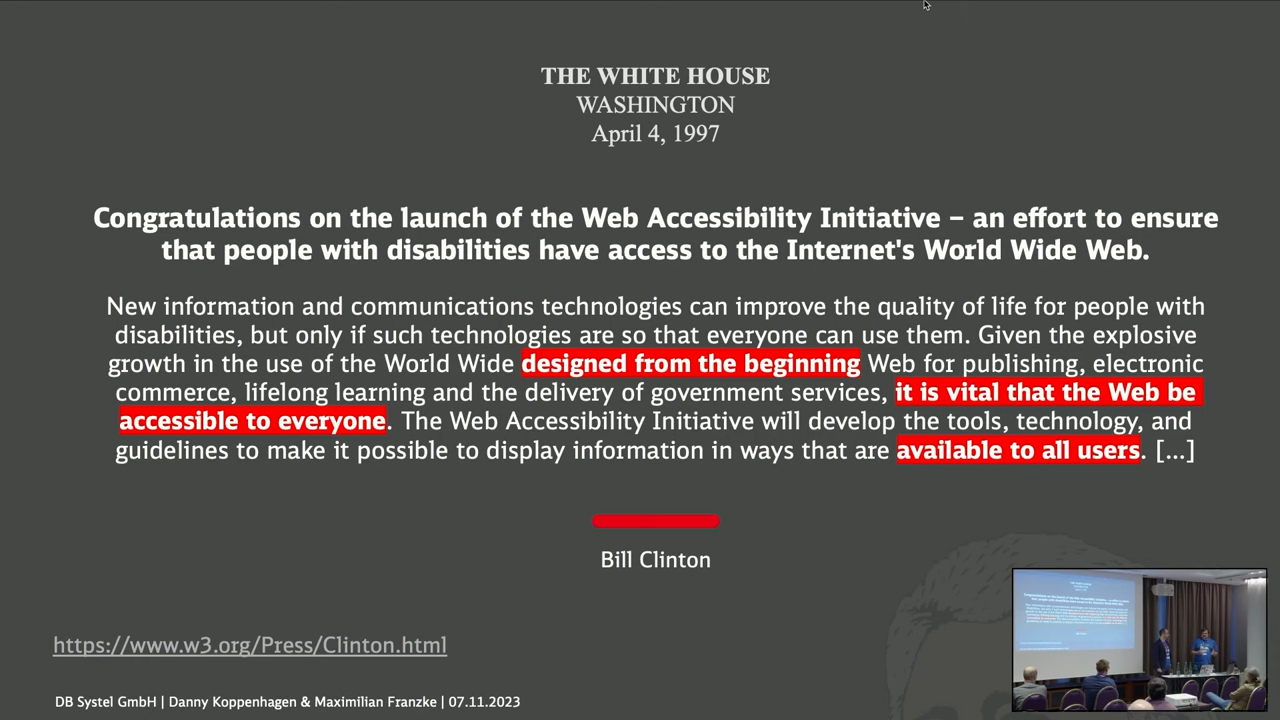 THE WHITE HOUSE
WASHINGTON
April 4, 1997
Congratulations on the launch of the Web Accessibility Initiative – an effort to ensure
that people with disabilities have access to the Internet's World Wide Web.
New information and communications technologies can improve the quality of life for people with
disabilities, but only if such technologies are so that everyone can use them. Given the explosive
growth in the use of the World Wide designed from the beginning Web for publishing, electronic
commerce, lifelong learning and the delivery of government services, it is vital that the Web be
accessible to everyone. The Web Accessibility Initiative will develop the tools, technology, and
guidelines to make it possible to display information in ways that are available to all users. [...]
Bill Clinton
https://www.w3.org/Press/Clinton.html
DB Systel GmbH | Danny Koppenhagen & Maximilian Franzke | 07.11.2023